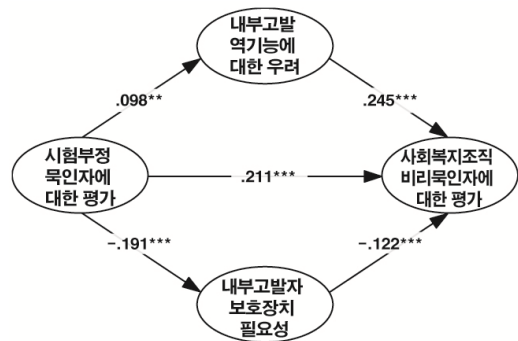 내부고발
역기능에
대한 우려
.098**
.245***
시험부정
묵인자에
대한 평가
.211***
사회복지조직
비리묵인자에
대한 평가
-.191***
-.122***
내부고발자
보호장치
필요성